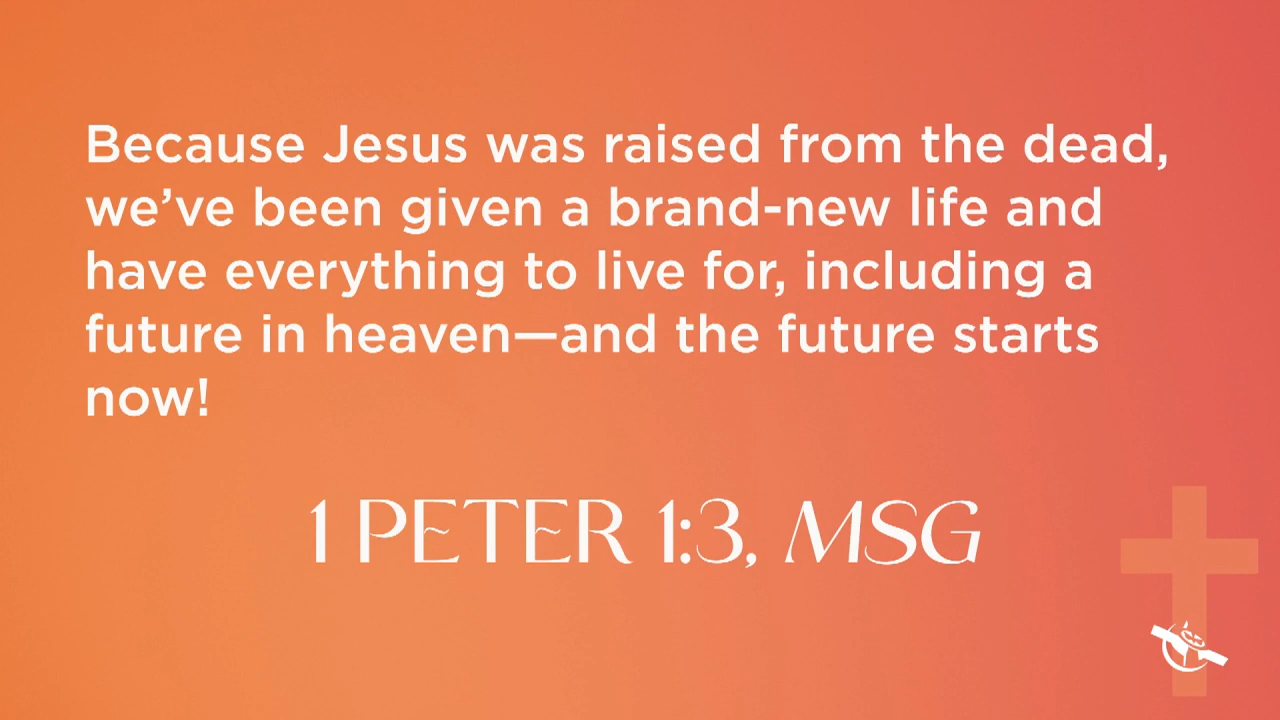 Because Jesus was raised from the dead,
we’ve been given a brand-new life and
have everything to live for, including a
future in heaven—and the future starts
now!
1 PETER 1:3, MSG